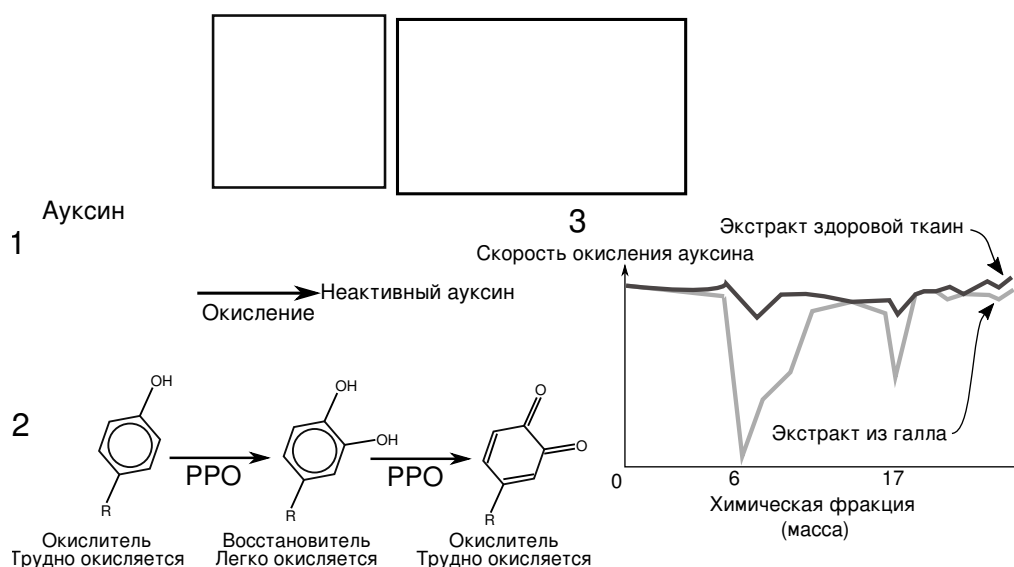 Ауксин
1
Окисление
Неактивный ауксин
2
OH
R
PPO
OH
OH
R
PPO
O
O
R
Окислитель
Трудно окисляется
Восстановитель
Легко окисляется
Окислитель
Трудно окисляется
3
Скорость окисления ауксина
Экстракт здоровой ткаин
Экстракт из галла
0
6
17
Химическая фракция
(масса)